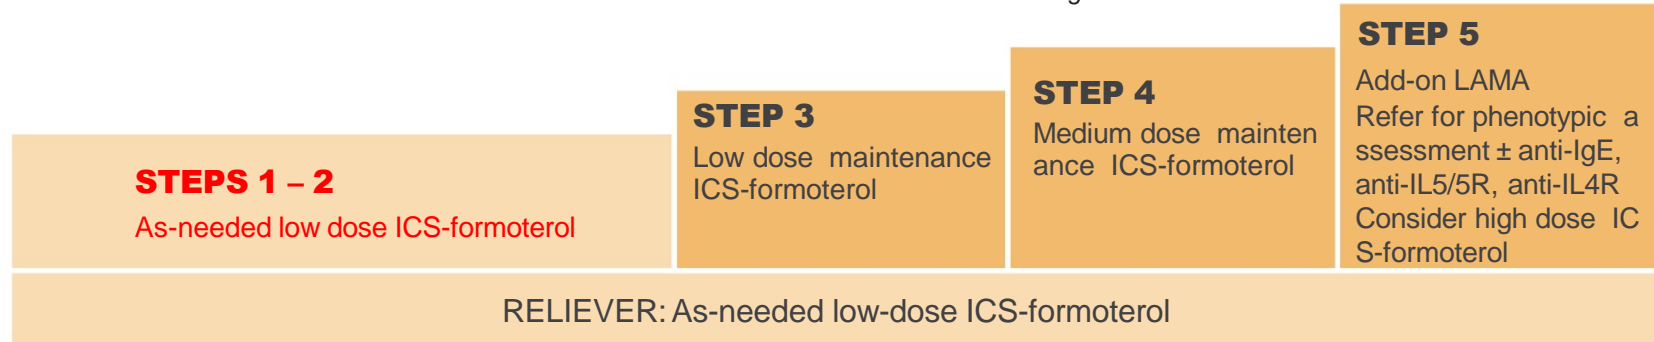 STEPS 1 – 2
As-needed low dose ICS-formoterol
STEP 3
Low dose maintenance
ICS-formoterol
STEP 4
Medium dose mainten
ance ICS-formoterol
STEP 5
Add-on LAMA
Refer for phenotypic a
ssessment ± anti-IgE,
anti-IL5/5R, anti-IL4R
Consider high dose IC
S-formoterol
RELIEVER: As-needed low-dose ICS-formoterol